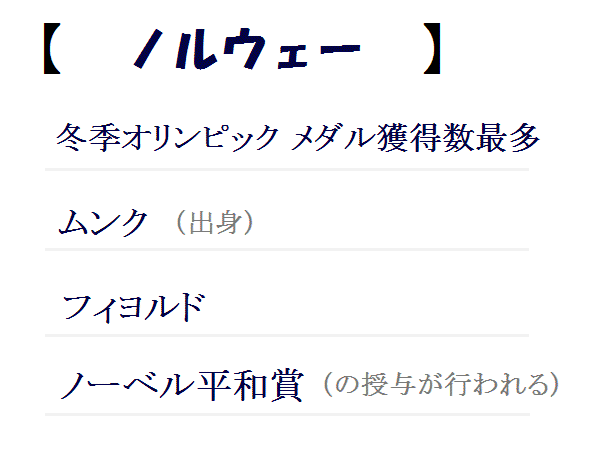 【 ノルウェー 】
冬季オリンピック メダル獲得数最多
ムンク （出身）
フィヨルド
ノーベル平和賞（の授与が行われる）